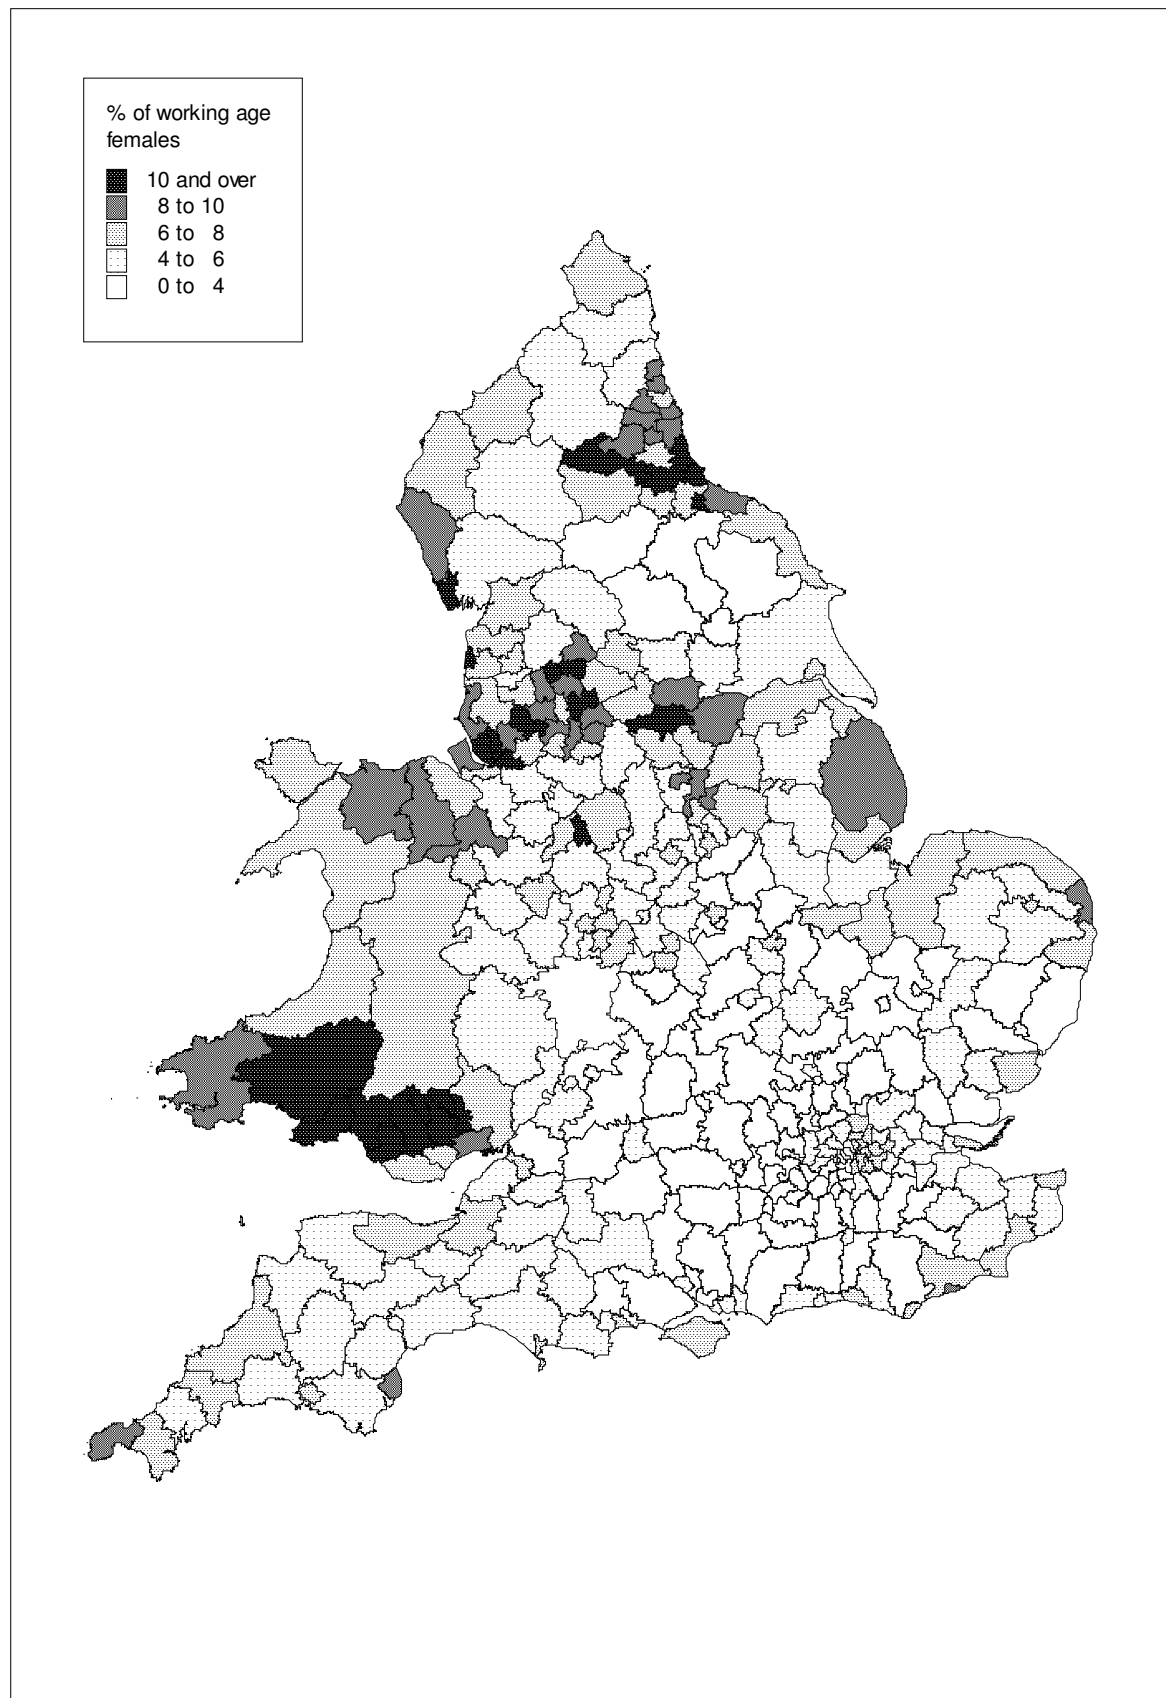 % of working age
females
10 and over
8 to 10
6 to 8
4 to 6
0 to 4